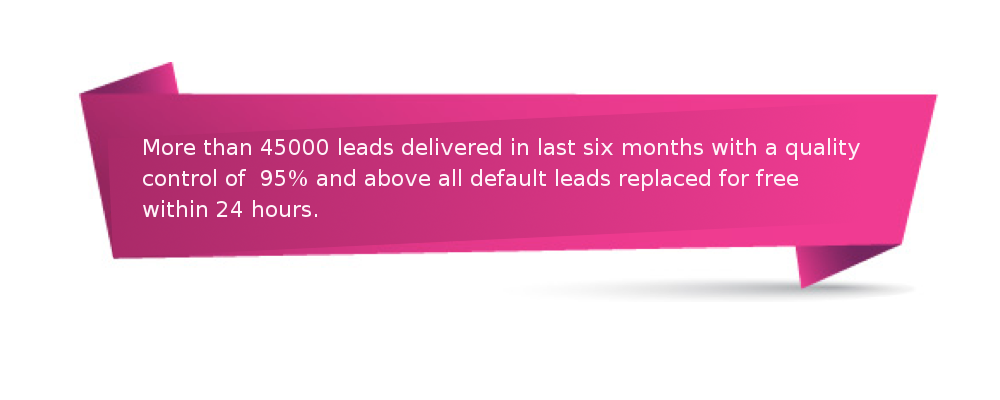 More than 45000 leads delivered in last six months with a quality
control of  95% and above all default leads replaced for free
within 24 hours.